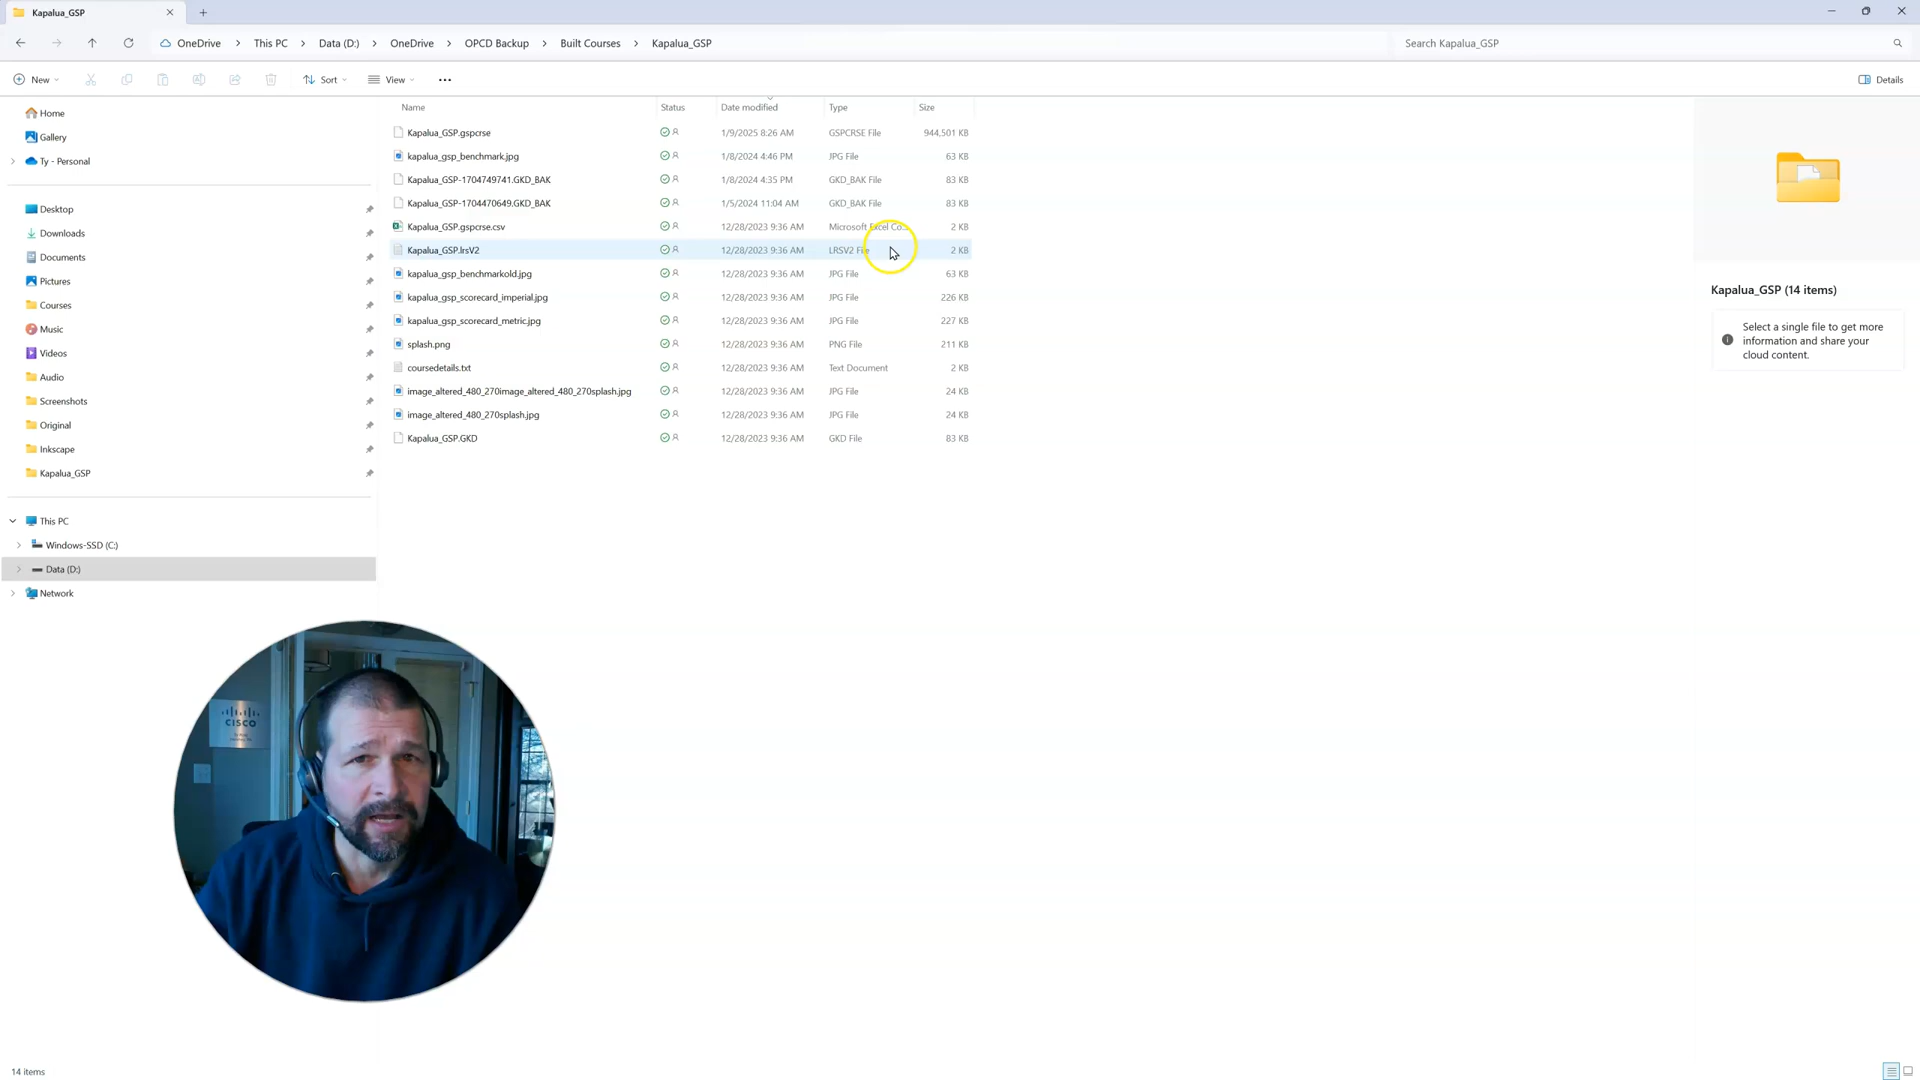 Kapalua_GSP
OneDrive > This PC > Data (D:) > OneDrive > OPCD Backup > Built Courses > Kapalua_GSP
Search Kapalua_GSP
New
Sort
View
Details
Name Status Date modified Type Size
Kapalua_GSP.gspcrse 1/9/2025 8:26 AM GSPCRSE File 944,501 KB
kapalua_gsp_benchmark.jpg 1/8/2024 4:46 PM JPG File 63 KB
Kapalua_GSP-1704749741.GKD_BAK 1/8/2024 4:35 PM GKD_BAK File 83 KB
Kapalua_GSP-1704470649.GKD_BAK 1/5/2024 11:04 AM GKD_BAK File 83 KB
Kapalua_GSP.gspcrse.csv 12/28/2023 9:36 AM Microsoft Excel Co... 2 KB
Kapalua_GSP.lrsV2 12/28/2023 9:36 AM LRSV2 File 2 KB
kapalua_gsp_benchmarkold.jpg 12/28/2023 9:36 AM JPG File 63 KB
kapalua_gsp_scorecard_imperial.jpg 12/28/2023 9:36 AM JPG File 226 KB
kapalua_gsp_scorecard_metric.jpg 12/28/2023 9:36 AM JPG File 227 KB
splash.png 12/28/2023 9:36 AM PNG File 211 KB
coursedetails.txt 12/28/2023 9:36 AM Text Document 2 KB
image_altered_480_270image_altered_480_270splash.jpg 12/28/2023 9:36 AM JPG File 24 KB
image_altered_480_270splash.jpg 12/28/2023 9:36 AM JPG File 24 KB
Kapalua_GSP.GKD 12/28/2023 9:36 AM GKD File 83 KB
Home
Gallery
Ty - Personal
Desktop
Downloads
Documents
Pictures
Courses
Music
Videos
Audio
Screenshots
Original
Inkscape
Kapalua_GSP
This PC
Windows-SSD (C:)
Data (D:)
Network
Kapalua_GSP (14 items)
Select a single file to get more
information and share your
cloud content.
CISCO
14 items